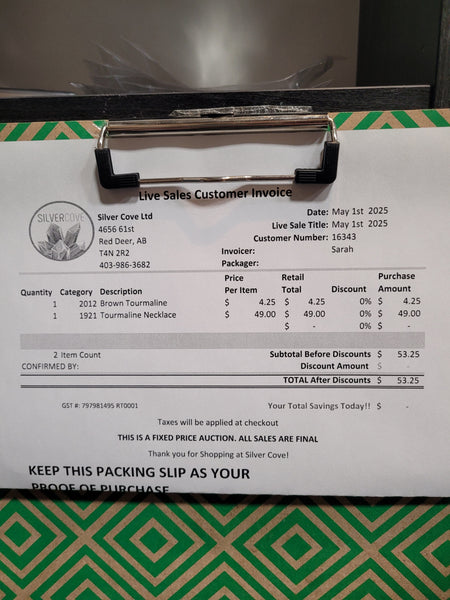 Live Sales Customer Invoice
SILVERCOVE
Silver Cove Ltd
4656 61st
Red Deer, AB
T4N 2R2
403-986-3682
Date: May 1st 2025
Live Sale Title: May 1st 2025
Customer Number: 16343
Invoicer: Sarah
Packager:
Quantity Category Description Price Per Item Retail Total Discount Purchase Amount
1 2012 Brown Tourmaline $ 4.25 $ 4.25 0% $ 4.25
1 1921 Tourmaline Necklace $ 49.00 $ 49.00 0% $ 49.00
$ - 0% $ -
2 Item Count Subtotal Before Discounts $ 53.25
CONFIRMED BY: Discount Amount $ -
TOTAL After Discounts $ 53.25
GST #: 797981495 RT0001 Your Total Savings Today!! $ -
Taxes will be applied at checkout
THIS IS A FIXED PRICE AUCTION. ALL SALES ARE FINAL
Thank you for Shopping at Silver Cove!
KEEP THIS PACKING SLIP AS YOUR
PROOF OF PURCHASE